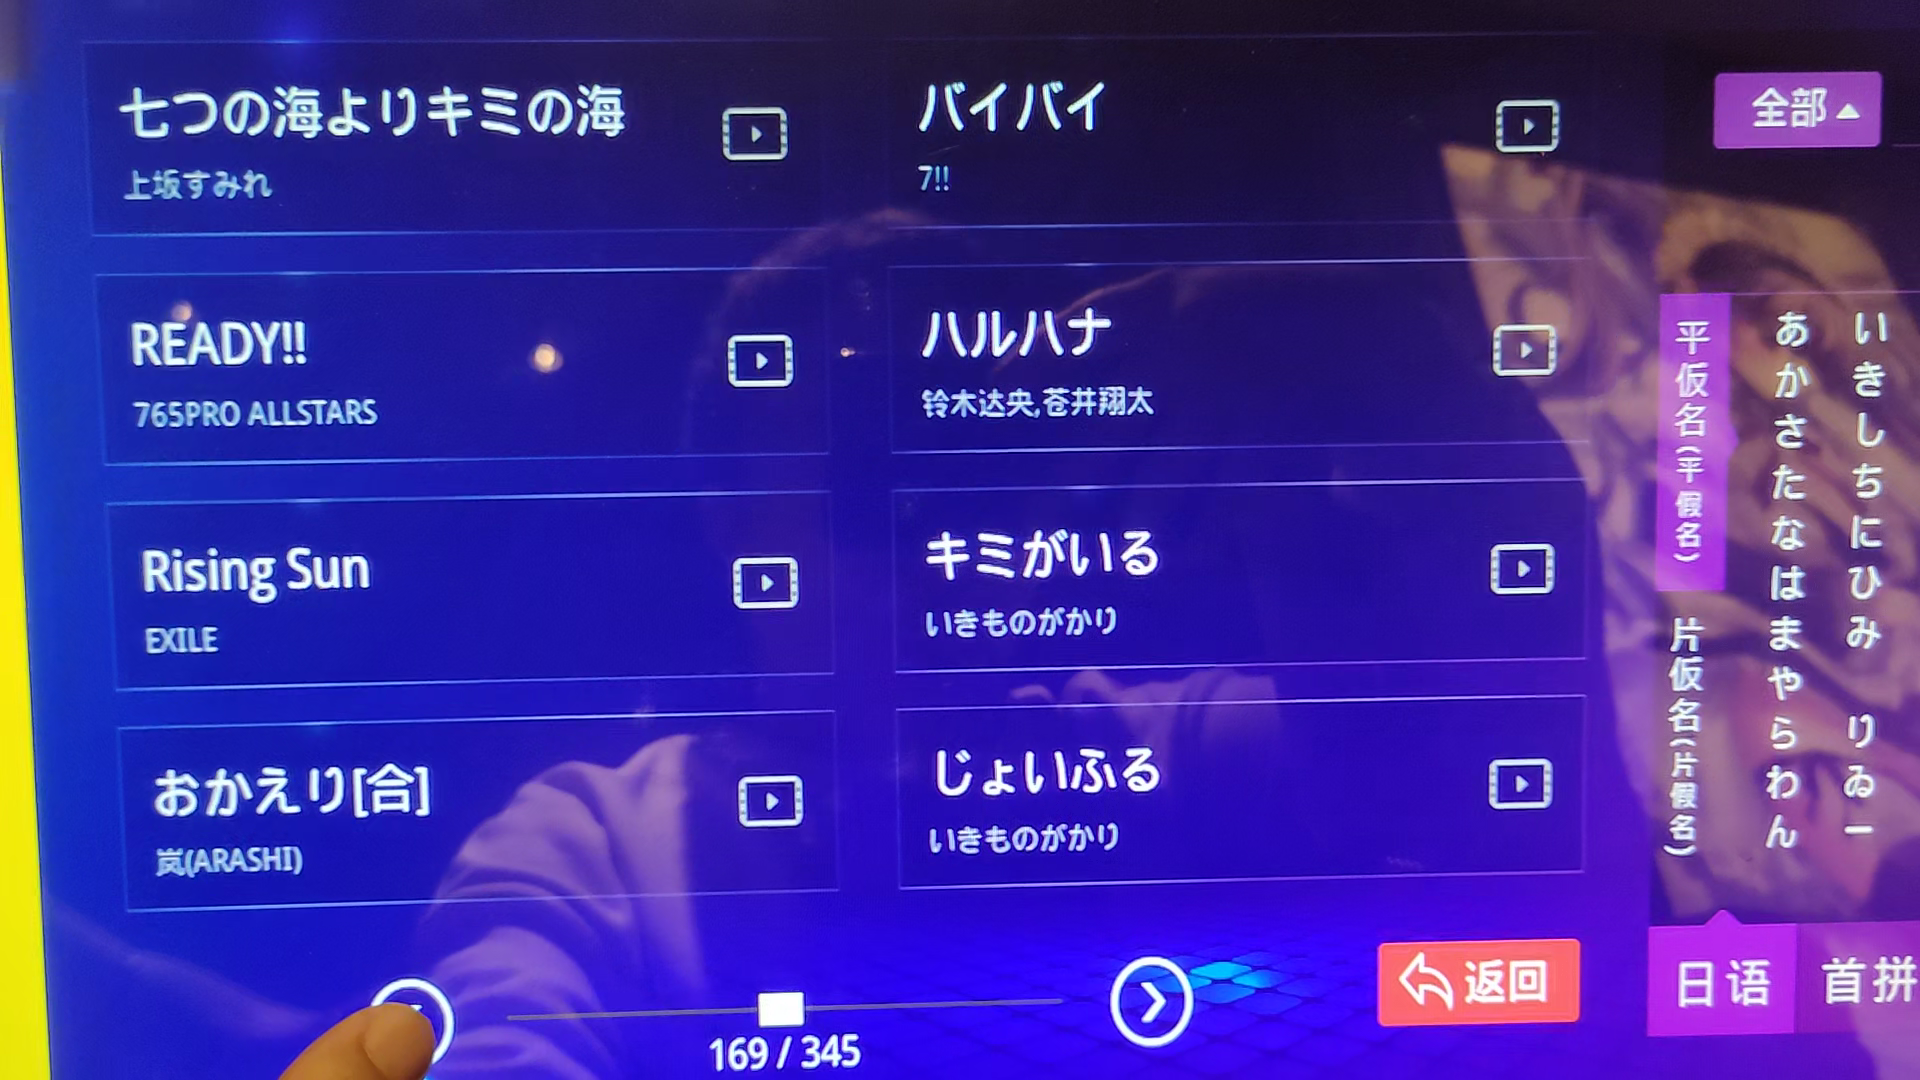 七つの海よりキミの海
上坂すみれ
バイバイ
7!!
READY!!
765PRO ALLSTARS
ハルハナ
铃木达央,苍井翔太
Rising Sun
EXILE
キミがいる
いきものがかり
おかえり[合]
岚(ARASHI)
じょいふる
いきものがかり
169 / 345
返回
全部
平仮名(平假名)
片仮名(片假名)
あかさたなはまやらわん
いきしちにひみ りゐー
日语
首拼